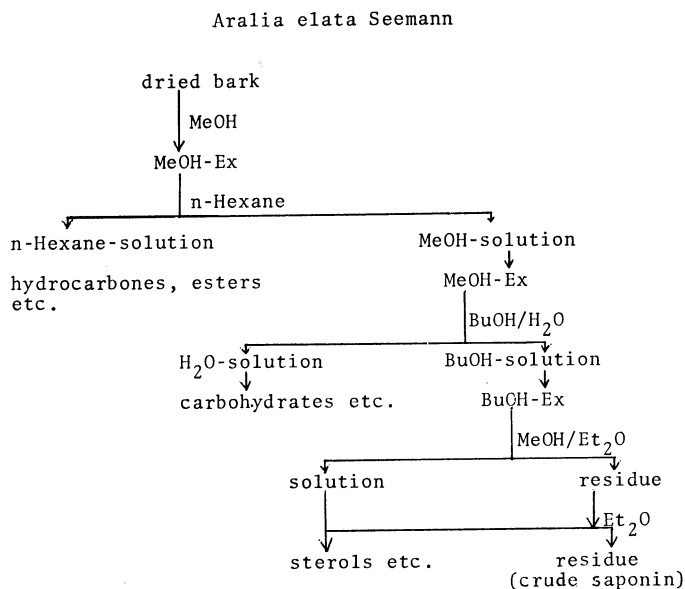 Aralia elata Seemann
dried bark
MeOH
MeOH-Ex
n-Hexane
n-Hexane-solution
MeOH-solution
hydrocarbones, esters
etc.
MeOH-Ex
BuOH/H₂O
H₂O-solution
BuOH-solution
carbohydrates etc.
BuOH-Ex
MeOH/Et₂O
solution
residue
Et₂O
sterols etc.
residue
(crude saponin)